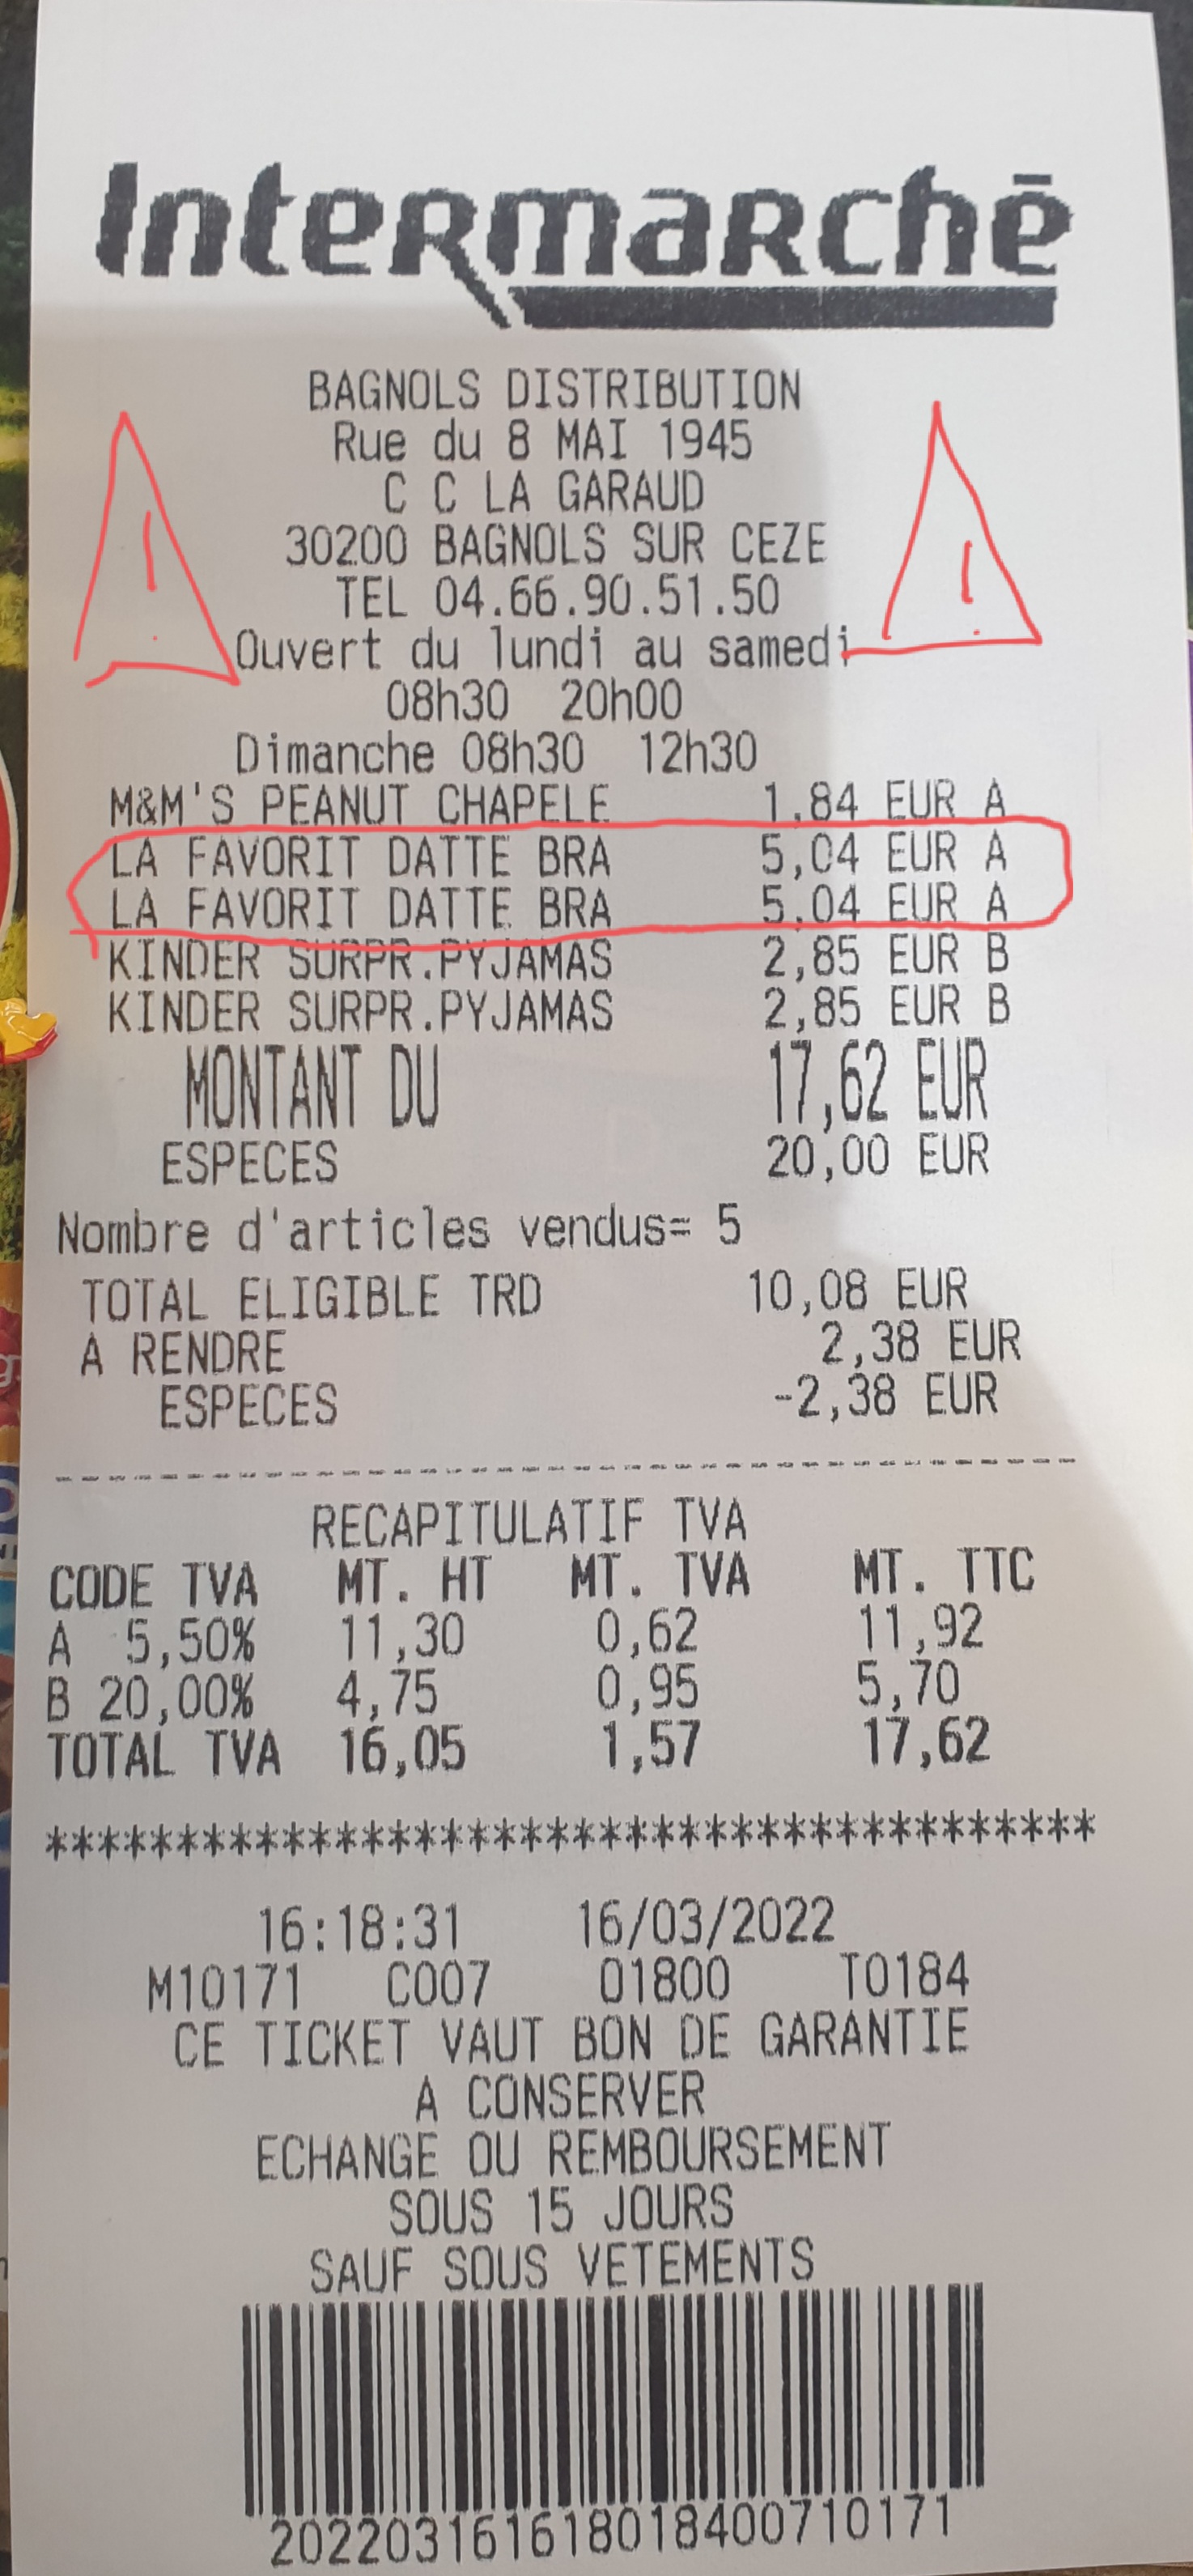 Intermarchē
BAGNOLS DISTRIBUTION
Rue du 8 MAI 1945
C C LA GARAUD
30200 BAGNOLS SUR CEZE
TEL 04.66.90.51.50
Ouvert du lundi au samedi
08h30 20h00
Dimanche 08h30 12h30
M&M'S PEANUT CHAPELE 1.84 EUR A
LA FAVORIT DATTE BRA 5,04 EUR A
LA FAVORIT DATTE BRA 5.04 EUR A
KINDER SURPR.PYJAMAS 2,85 EUR B
KINDER SURPR.PYJAMAS 2,85 EUR B
MONTANT DU 17,62 EUR
ESPECES 20,00 EUR
Nombre d'articles vendus= 5
TOTAL ELIGIBLE TRD 10,08 EUR
A RENDRE 2,38 EUR
ESPECES -2,38 EUR
RECAPITULATIF TVA
CODE TVA MT. HT MT. TVA MT. TTC
A 5,50% 11,30 0,62 11,92
B 20,00% 4,75 0,95 5,70
TOTAL TVA 16,05 1,57 17,62
****************************************
16:18:31 16/03/2022
M10171 C007 01800 T0184
CE TICKET VAUT BON DE GARANTIE
A CONSERVER
ECHANGE OU REMBOURSEMENT
SOUS 15 JOURS
SAUF SOUS VETEMENTS
20220316161801840071017​1